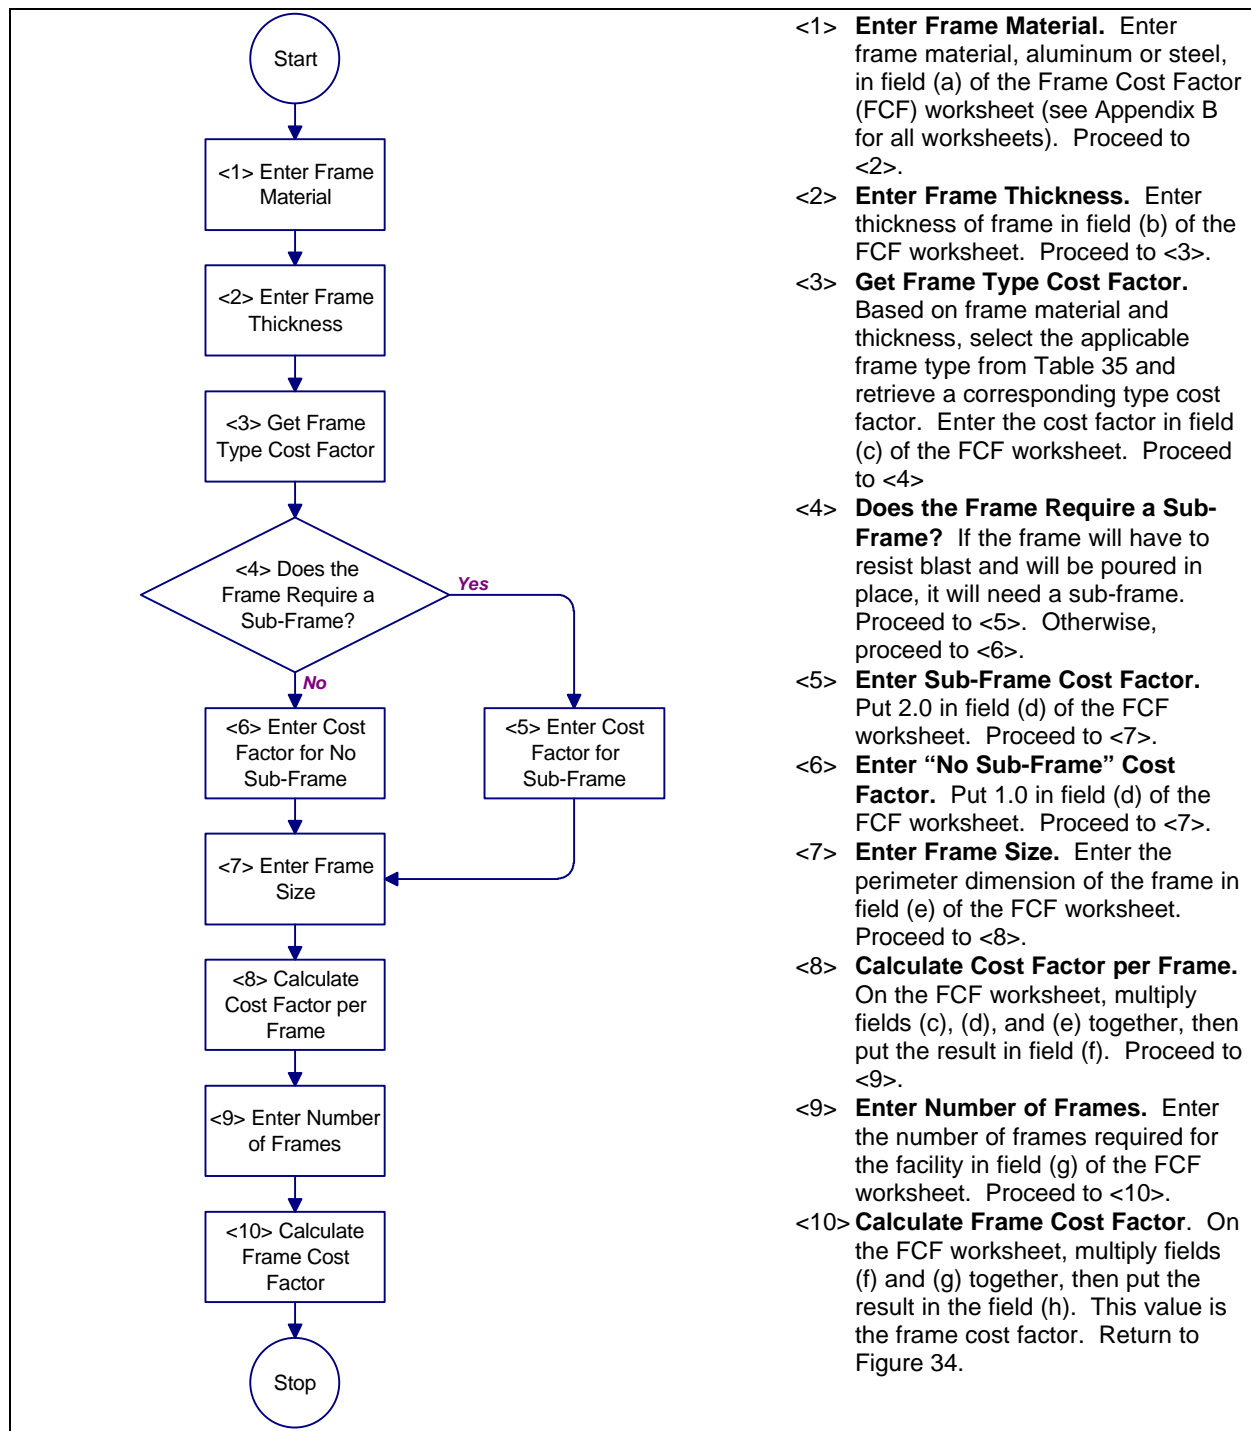 Start
<1> Enter Frame
Material
<2> Enter Frame
Thickness
<3> Get Frame
Type Cost Factor
<4> Does the
Frame Require a
Sub-Frame?
Yes
No
<6> Enter Cost
Factor for No
Sub-Frame
<5> Enter Cost
Factor for
Sub-Frame
<7> Enter Frame
Size
<8> Calculate
Cost Factor per
Frame
<9> Enter Number
of Frames
<10> Calculate
Frame Cost
Factor
Stop
<1> Enter Frame Material. Enter
frame material, aluminum or steel,
in field (a) of the Frame Cost Factor
(FCF) worksheet (see Appendix B
for all worksheets). Proceed to
<2>.
<2> Enter Frame Thickness. Enter
thickness of frame in field (b) of the
FCF worksheet. Proceed to <3>.
<3> Get Frame Type Cost Factor.
Based on frame material and
thickness, select the applicable
frame type from Table 35 and
retrieve a corresponding type cost
factor. Enter the cost factor in field
(c) of the FCF worksheet. Proceed
to <4>
<4> Does the Frame Require a Sub-
Frame? If the frame will have to
resist blast and will be poured in
place, it will need a sub-frame.
Proceed to <5>. Otherwise,
proceed to <6>.
<5> Enter Sub-Frame Cost Factor.
Put 2.0 in field (d) of the FCF
worksheet. Proceed to <7>.
<6> Enter “No Sub-Frame” Cost
Factor. Put 1.0 in field (d) of the
FCF worksheet. Proceed to <7>.
<7> Enter Frame Size. Enter the
perimeter dimension of the frame in
field (e) of the FCF worksheet.
Proceed to <8>.
<8> Calculate Cost Factor per Frame.
On the FCF worksheet, multiply
fields (c), (d), and (e) together, then
put the result in field (f). Proceed to
<9>.
<9> Enter Number of Frames. Enter
the number of frames required for
the facility in field (g) of the FCF
worksheet. Proceed to <10>.
<10> Calculate Frame Cost Factor. On
the FCF worksheet, multiply fields
(f) and (g) together, then put the
result in the field (h). This value is
the frame cost factor. Return to
Figure 34.